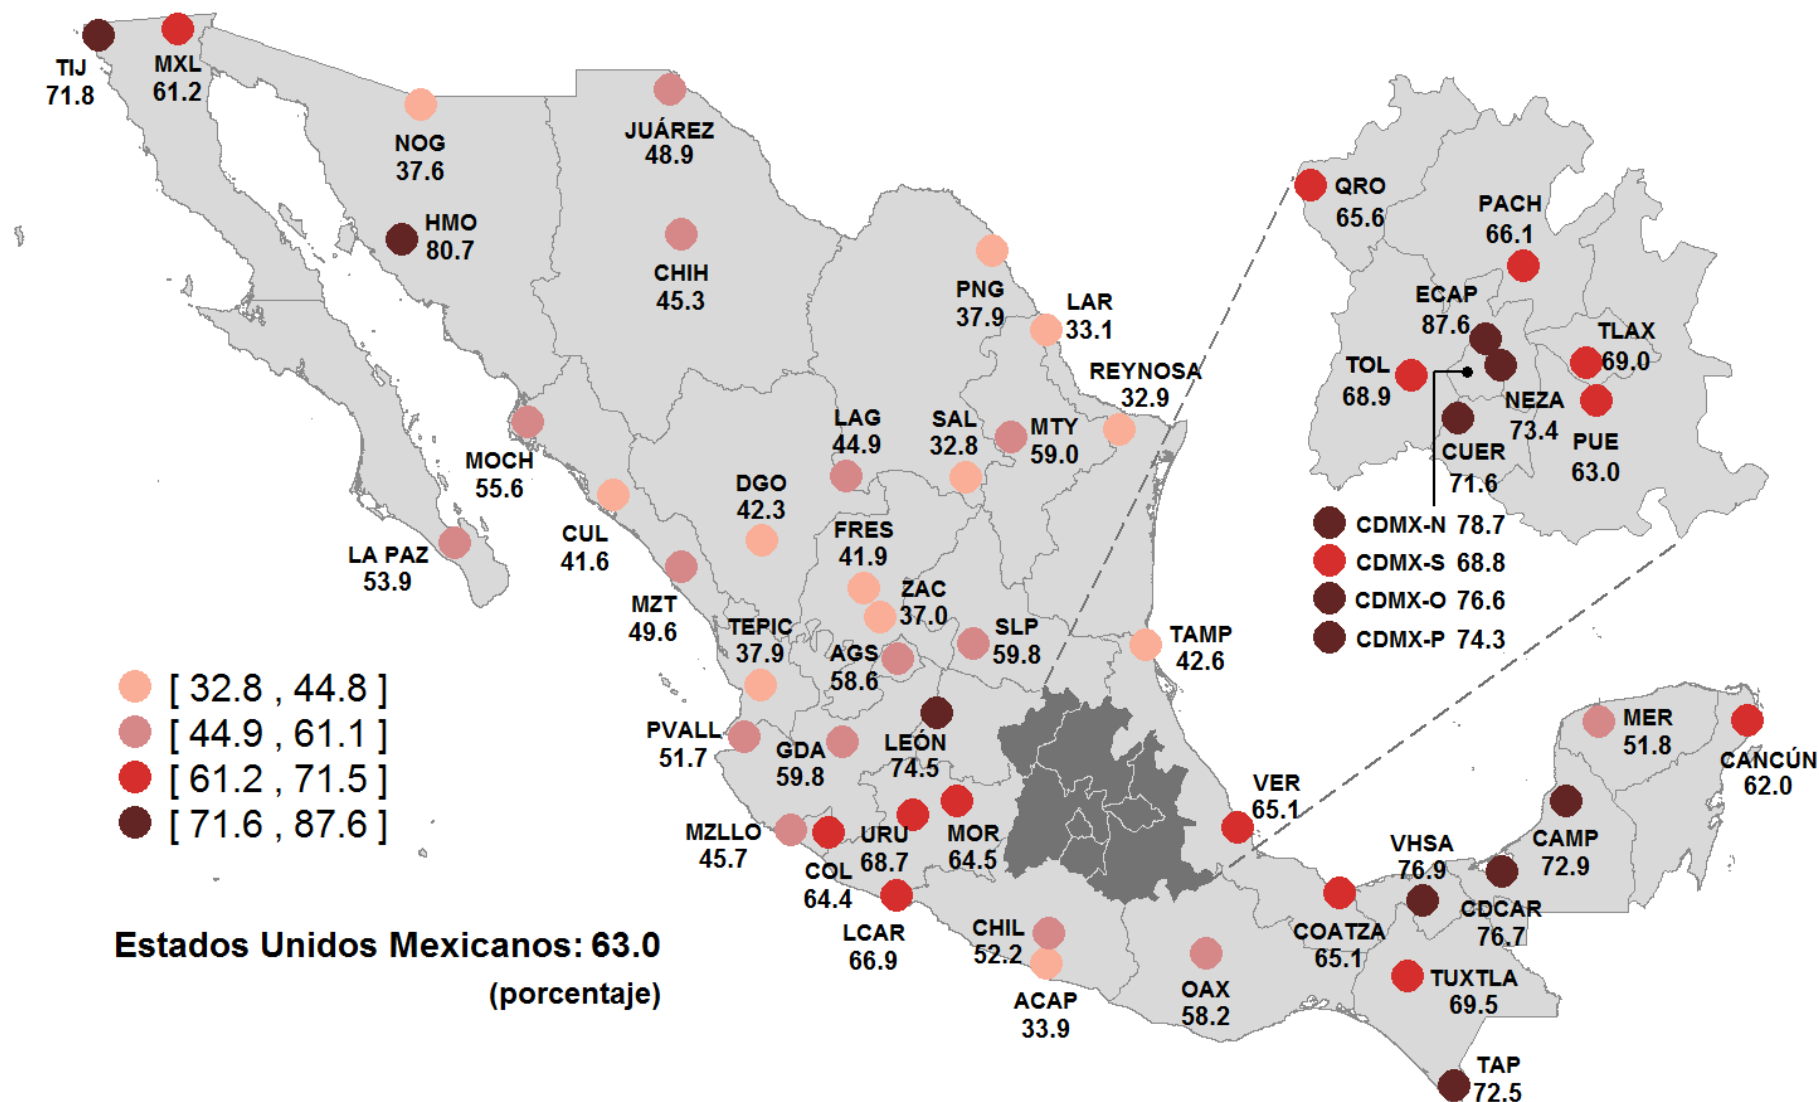 TIJ
71.8
MXL
61.2
NOG
37.6
HMO
80.7
JUÁREZ
48.9
CHIH
45.3
PNG
37.9
LAR
33.1
REYNOSA
32.9
MOCH
55.6
LA PAZ
53.9
CUL
41.6
MZT
49.6
DGO
42.3
LAG
44.9
SAL
32.8
MTY
59.0
FRES
41.9
ZAC
37.0
TEPIC
37.9
AGS
58.6
SLP
59.8
TAMP
42.6
PVALL
51.7
GDA
59.8
LEÓN
74.5
MZLLO
45.7
COL
64.4
URU
68.7
MOR
64.5
LCAR
66.9
CHIL
52.2
ACAP
33.9
OAX
58.2
VER
65.1
COATZA
65.1
VHSA
76.9
CDCAR
76.7
CAMP
72.9
MER
51.8
CANCÚN
62.0
TUXTLA
69.5
TAP
72.5
QRO
65.6
PACH
66.1
ECAP
87.6
TLAX
69.0
TOL
68.9
NEZA
73.4
PUE
63.0
CUER
71.6
CDMX-N 78.7
CDMX-S 68.8
CDMX-O 76.6
CDMX-P 74.3
[ 32.8 , 44.8 ]
[ 44.9 , 61.1 ]
[ 61.2 , 71.5 ]
[ 71.6 , 87.6 ]
Estados Unidos Mexicanos: 63.0
(porcentaje)